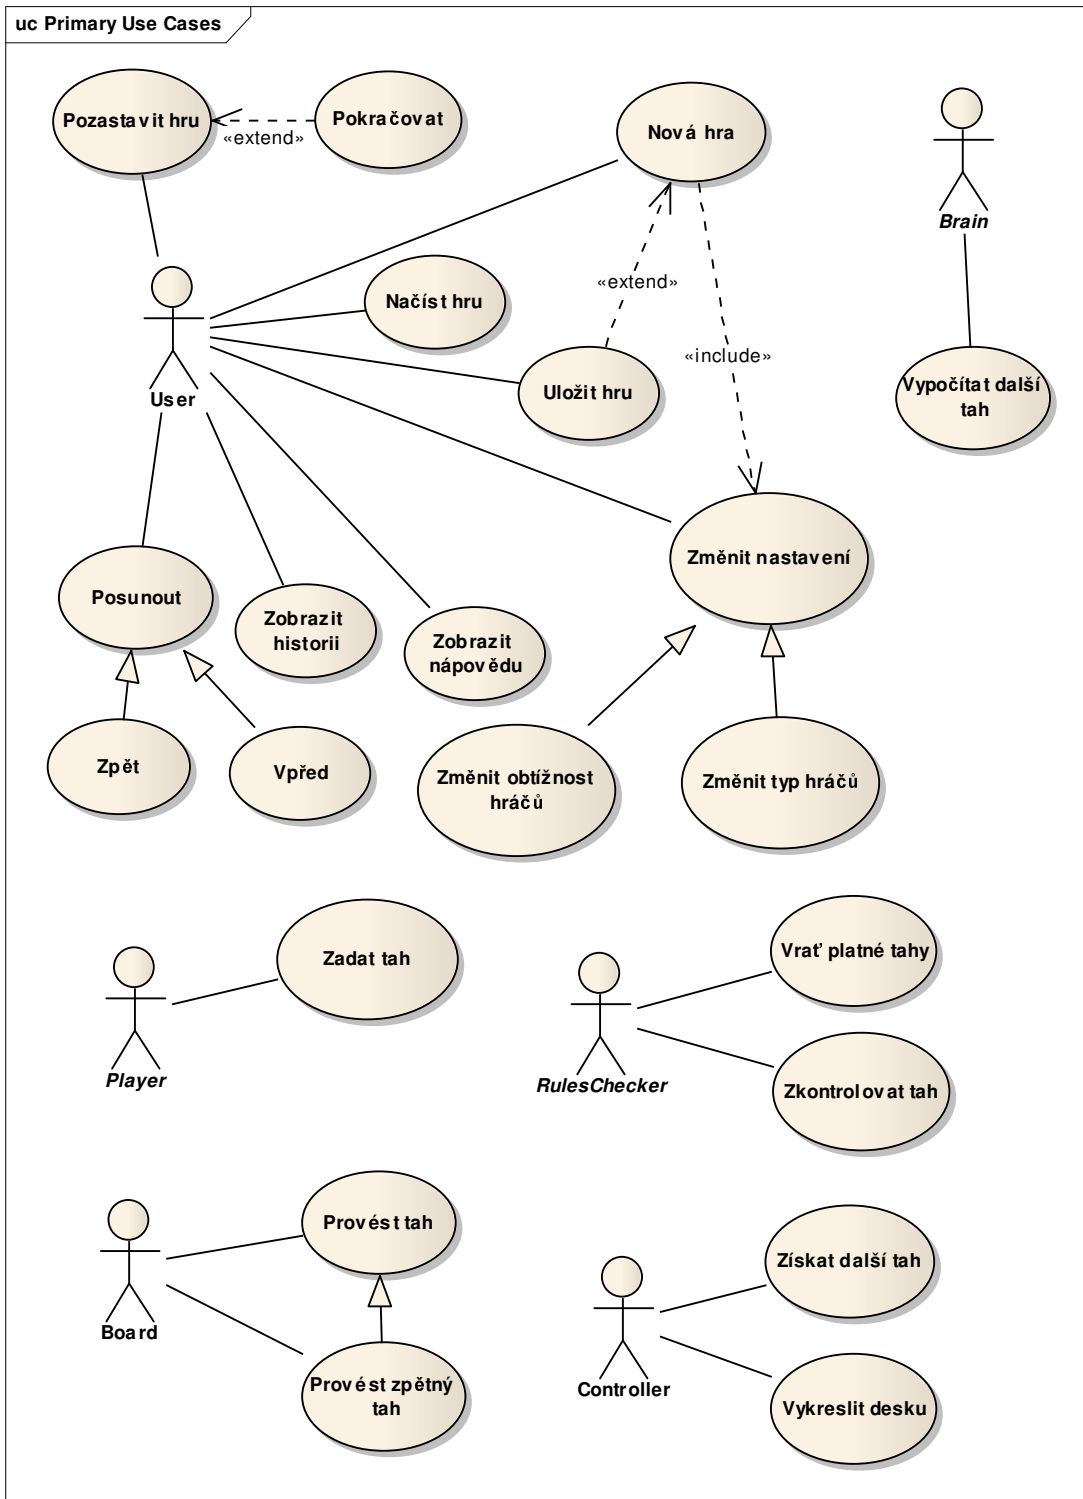 uc Primary Use Cases
Pozastavit hru
«extend»
Pokračovat
Nová hra
Brain
User
Načíst hru
«extend»
«include»
Uložit hru
Vypočítat další
tah
Změnit nastavení
Posunout
Zobrazit
historii
Zobrazit
nápovědu
Zpět
Vpřed
Změnit obtížnost
hráčů
Změnit typ hráčů
Zadat tah
Player
Vrať platné tahy
RulesChecker
Zkontrolovat tah
Provést tah
Board
Provést zpětný
tah
Získat další tah
Controller
Vykreslit desku